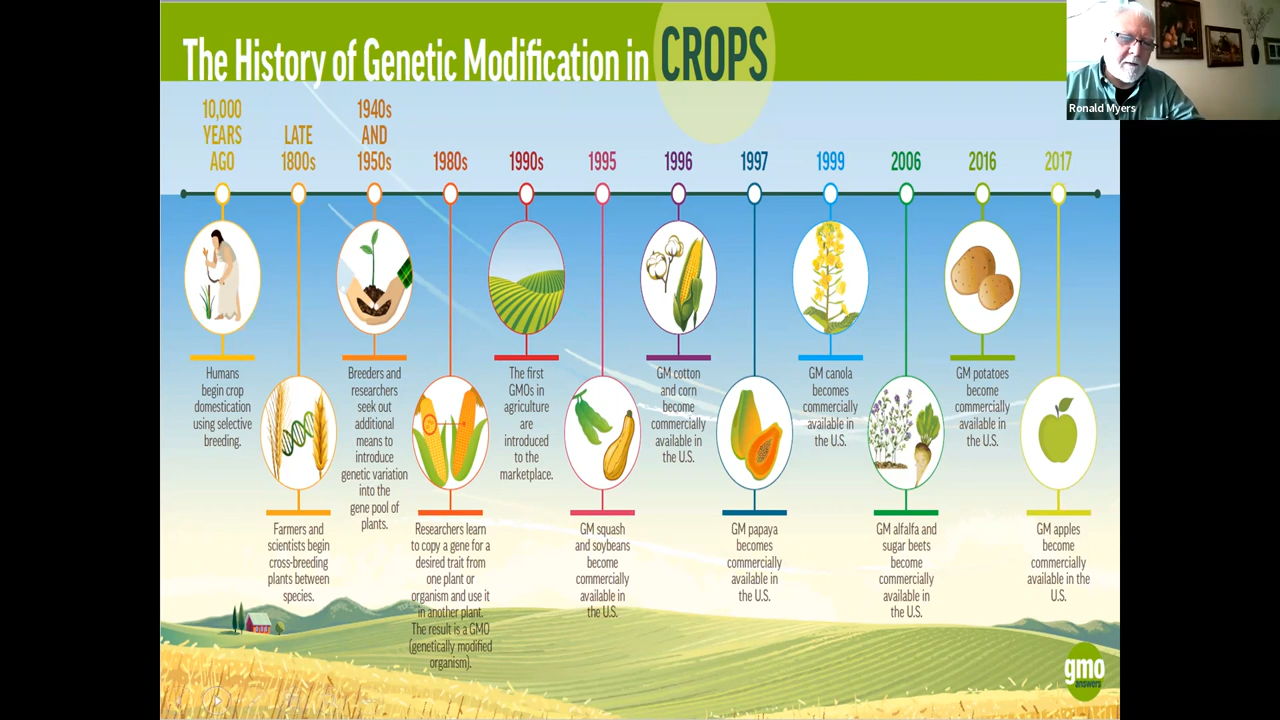 The History of Genetic Modification in CROPS
Ronald Myers
10,000
YEARS
AGO
LATE
1800s
1940s
AND
1950s
1980s
1990s
1995
1996
1997
1999
2006
2016
2017
Humans
begin crop
domestication
using selective
breeding.
Farmers and
scientists begin
cross-breeding
plants between
species.
Breeders and
researchers
seek out
additional
means to
introduce
genetic variation
into the
gene pool of
plants.
Researchers learn
to copy a gene for a
desired trait from
one plant or
organism and use it
in another plant.
The result is a GMO
(genetically modified
organism).
The first
GMOs in
agriculture
are
introduced
to the
marketplace.
GM squash
and soybeans
become
commercially
available in
the U.S.
GM cotton
and corn
become
commercially
available in
the U.S.
GM papaya
becomes
commercially
available in
the U.S.
GM canola
becomes
commercially
available in
the U.S.
GM alfalfa and
sugar beets
become
commercially
available in
the U.S.
GM potatoes
become
commercially
available in
the U.S.
GM apples
become
commercially
available in the
U.S.
gmo
answers